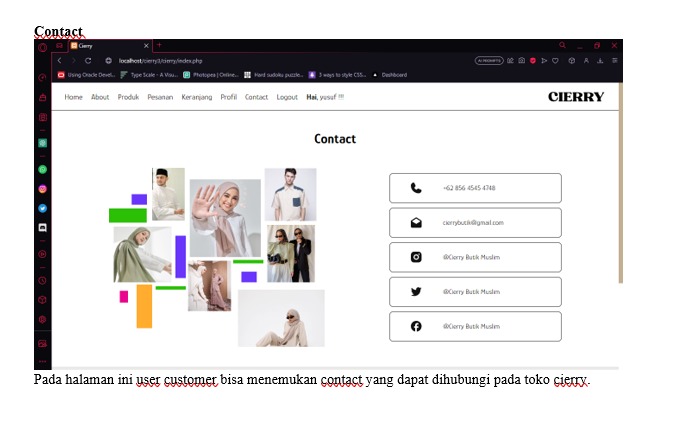 Contact
Cierry
localhost/cierry3/cierry/index.php
AI PROMPTS
Using Oracle Devel...
Type Scale - A Visu...
Photopea | Online...
Hard sudoku puzzle...
3 ways to style CSS...
Dashboard
Home About Produk Pesanan Keranjang Profil Contact Logout Hai, yusuf !!!
CIERRY
Contact
+62 856 4545 4748
cierrybutik@gmail.com
@Cierry Butik Muslim
@Cierry Butik Muslim
@Cierry Butik Muslim
Pada halaman ini user customer bisa menemukan contact yang dapat dihubungi pada toko cierry.